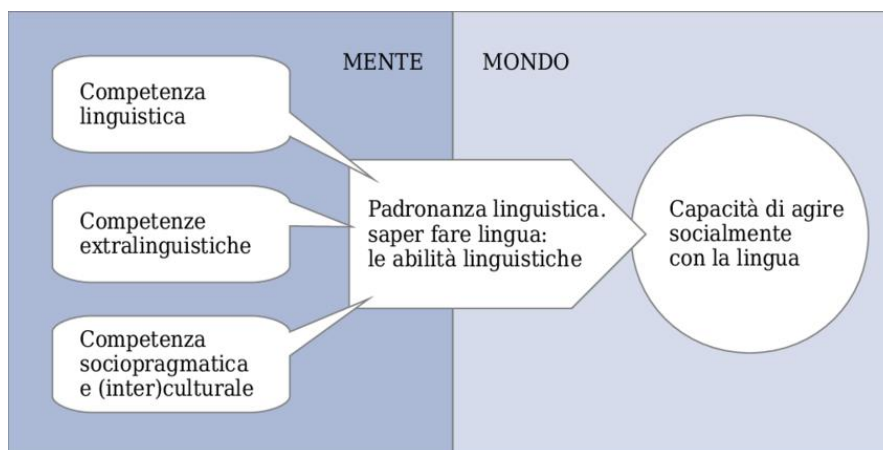 MENTE
MONDO
Competenza
linguistica
Competenze
extralinguistiche
Competenza
sociopragmatica
e (inter)culturale
Padronanza linguistica.
saper fare lingua:
le abilità linguistiche
Capacità di agire
socialmente
con la lingua